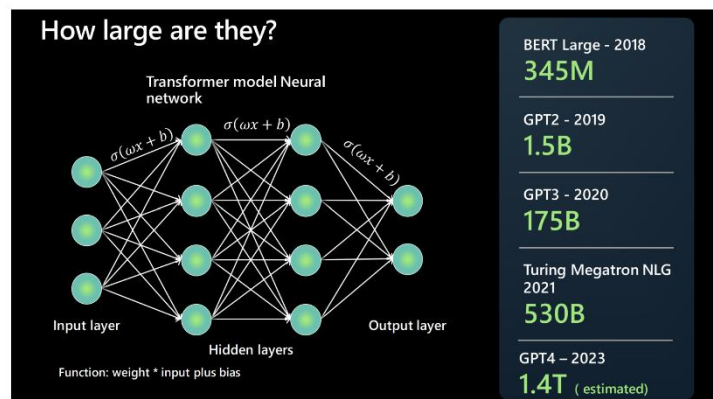 How large are they?
Transformer model Neural
network
σ(ωx + b)
σ(ωx + b)
σ(ωx + b)
Input layer
Hidden layers
Output layer
Function: weight * input plus bias
BERT Large - 2018
345M
GPT2 - 2019
1.5B
GPT3 - 2020
175B
Turing Megatron NLG
2021
530B
GPT4 – 2023
1.4T ( estimated)